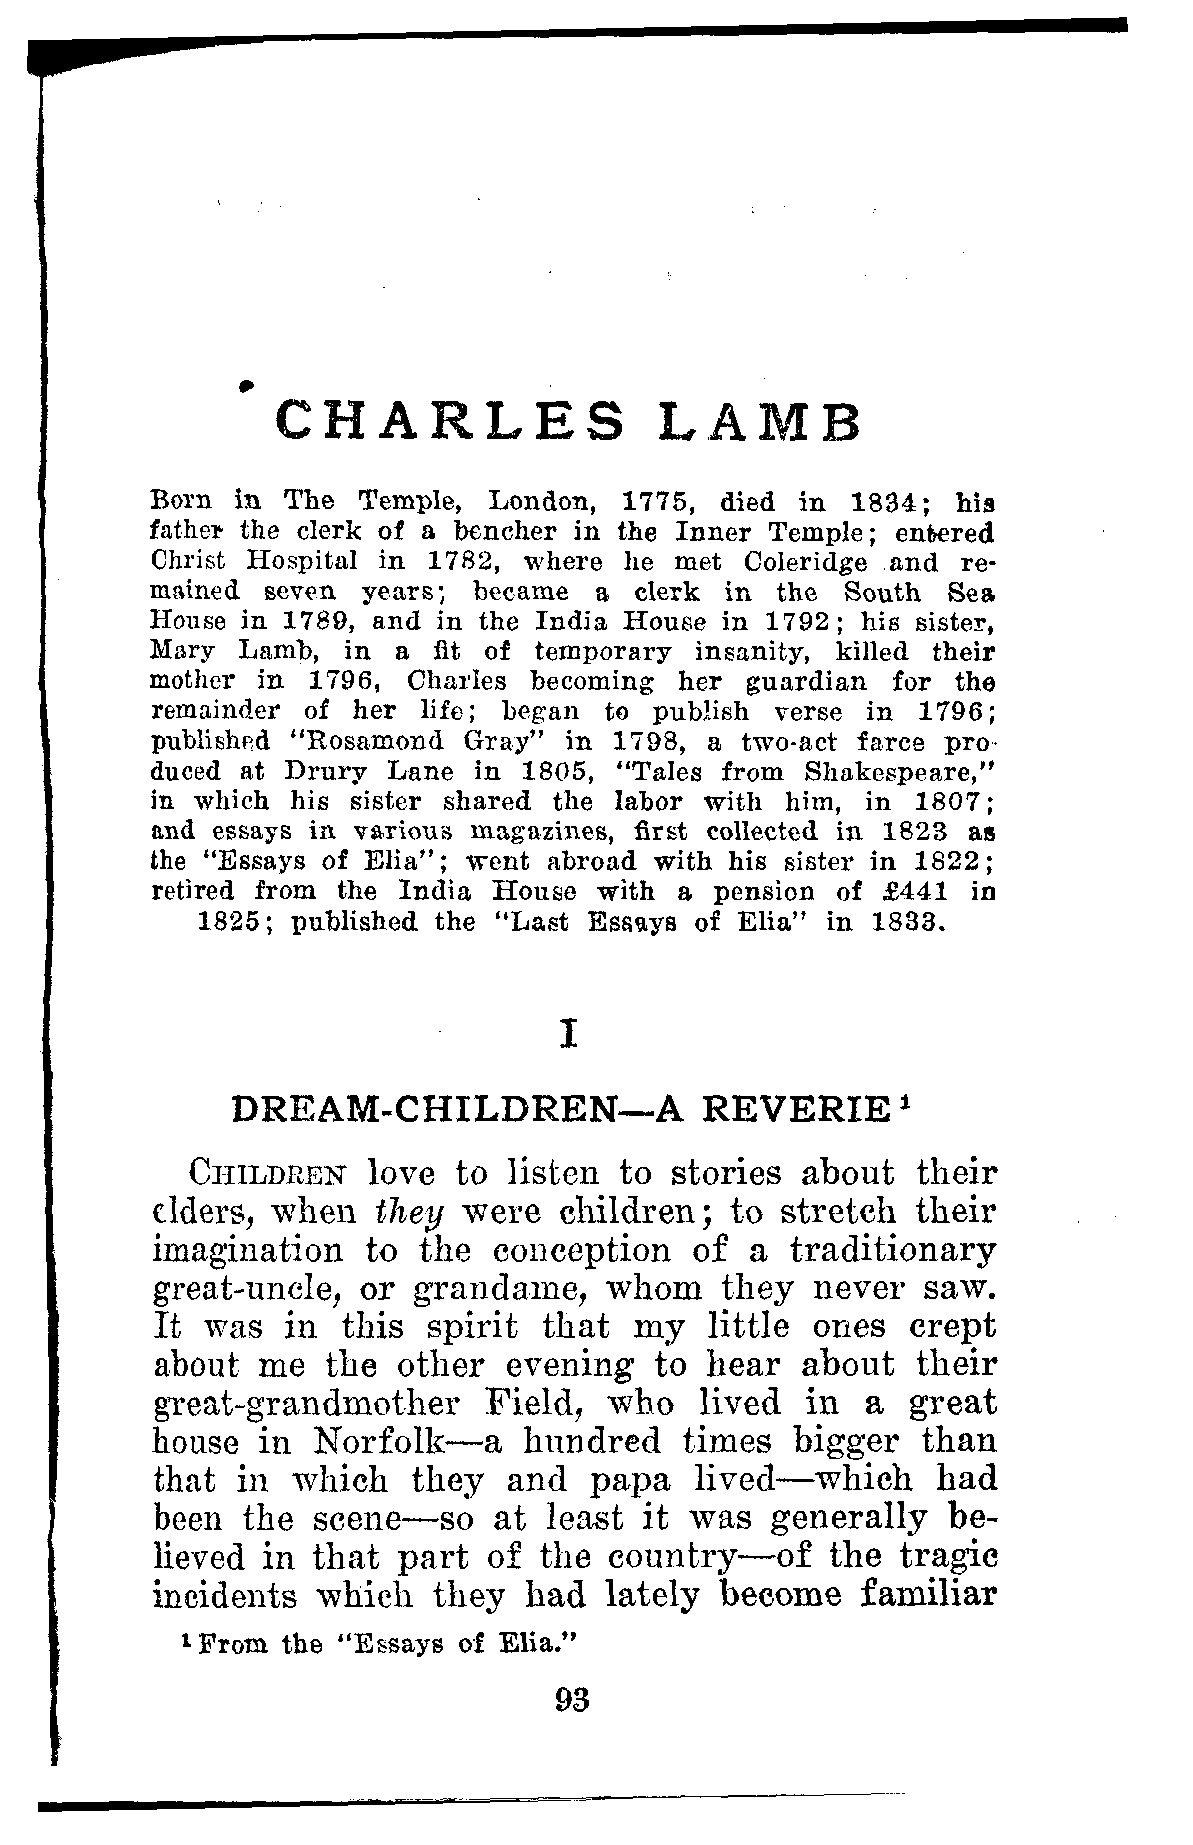 CHARLES LAMB
Born in The Temple, London, 1775, died in 1834; his
father the clerk of a bencher in the Inner Temple; entered
Christ Hospital in 1782, where he met Coleridge and re-
mained seven years; became a clerk in the South Sea
House in 1789, and in the India House in 1792; his sister,
Mary Lamb, in a fit of temporary insanity, killed their
mother in 1796, Charles becoming her guardian for the
remainder of her life; began to publish verse in 1796;
published "Rosamond Gray" in 1798, a two-act farce pro-
duced at Drury Lane in 1805, "Tales from Shakespeare,"
in which his sister shared the labor with him, in 1807;
and essays in various magazines, first collected in 1823 as
the "Essays of Elia"; went abroad with his sister in 1822;
retired from the India House with a pension of £441 in
1825; published the "Last Essays of Elia" in 1833.
I
DREAM-CHILDREN—A REVERIE¹
CHILDREN love to listen to stories about their
elders, when they were children; to stretch their
imagination to the conception of a traditionary
great-uncle, or grandame, whom they never saw.
It was in this spirit that my little ones crept
about me the other evening to hear about their
great-grandmother Field, who lived in a great
house in Norfolk—a hundred times bigger than
that in which they and papa lived—which had
been the scene—so at least it was generally be-
lieved in that part of the country—of the tragic
incidents which they had lately become familiar
¹ From the "Essays of Elia."
93